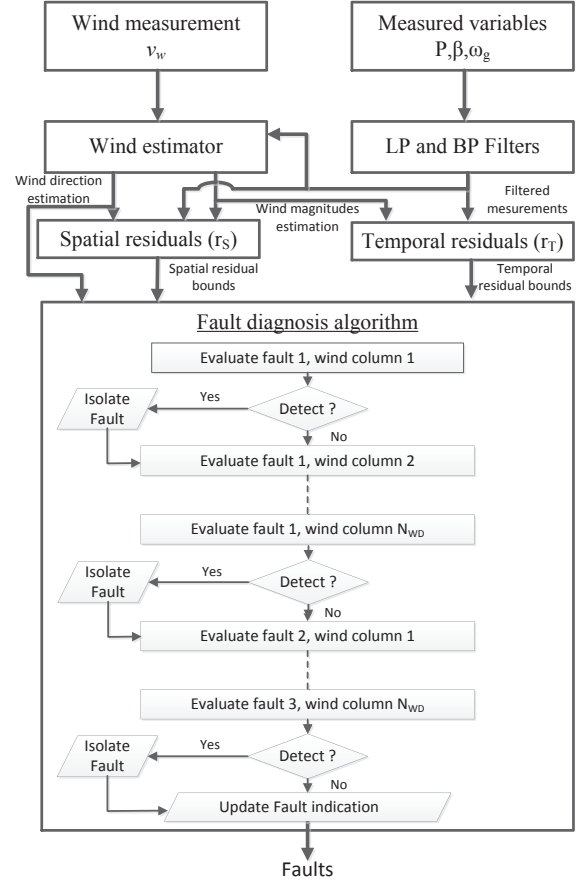 Wind measurement
v_w
Measured variables
P,β,ω_g
Wind estimator
LP and BP Filters
Wind direction
estimation
Wind magnitudes
estimation
Filtered
mesurements
Spatial residuals (r_S)
Temporal residuals (r_T)
Spatial residual
bounds
Temporal
residual bounds
Fault diagnosis algorithm
Evaluate fault 1, wind column 1
Isolate
Fault
Yes
Detect ?
No
Evaluate fault 1, wind column 2
Evaluate fault 1, wind column N_WD
Isolate
Fault
Yes
Detect ?
No
Evaluate fault 2, wind column 1
Evaluate fault 3, wind column N_WD
Isolate
Fault
Yes
Detect ?
No
Update Fault indication
Faults